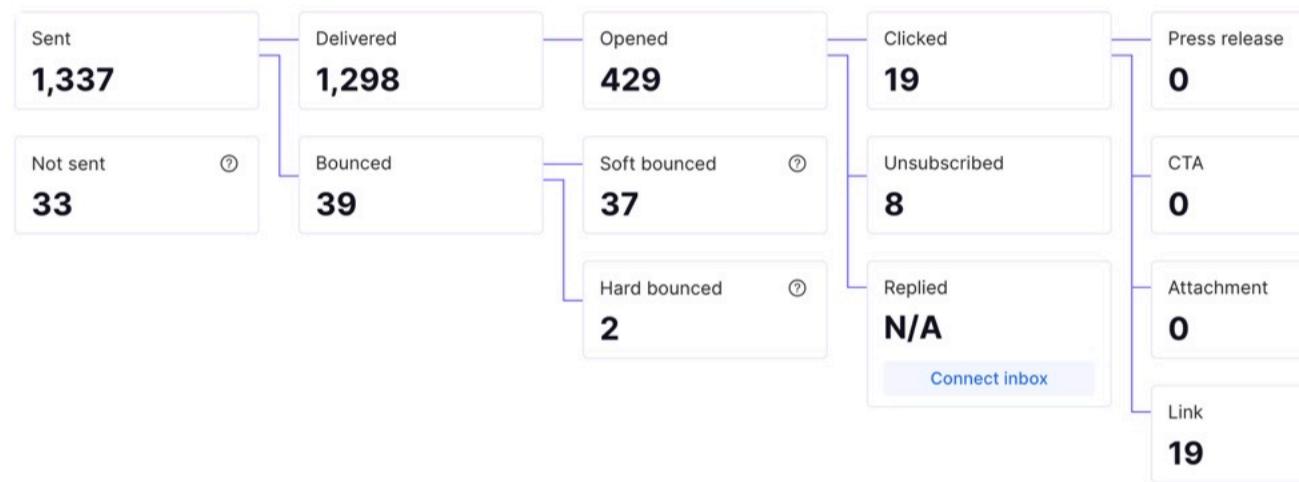 Sent
1,337
Delivered
1,298
Opened
429
Clicked
19
Press release
0
Not sent
33
Bounced
39
Soft bounced
37
Unsubscribed
8
CTA
0
Hard bounced
2
Replied
N/A
Connect inbox
Attachment
0
Link
19